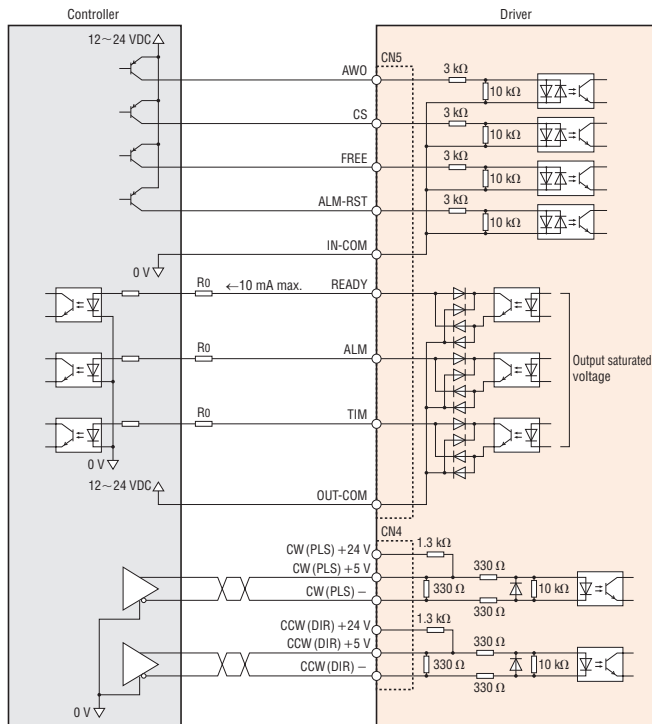 Controller
Driver
12~24 VDC
CN5
AWO
3 kΩ
10 kΩ
CS
3 kΩ
10 kΩ
FREE
3 kΩ
10 kΩ
ALM-RST
3 kΩ
10 kΩ
IN-COM
0 V
R0
←10 mA max.
READY
R0
ALM
Output saturated
voltage
R0
TIM
0 V
12~24 VDC
OUT-COM
CN4
CW (PLS) +24 V
1.3 kΩ
CW (PLS) +5 V
330 Ω
330 Ω
10 kΩ
CW (PLS) −
330 Ω
CCW (DIR) +24 V
1.3 kΩ
CCW (DIR) +5 V
330 Ω
330 Ω
10 kΩ
CCW (DIR) −
330 Ω
0 V